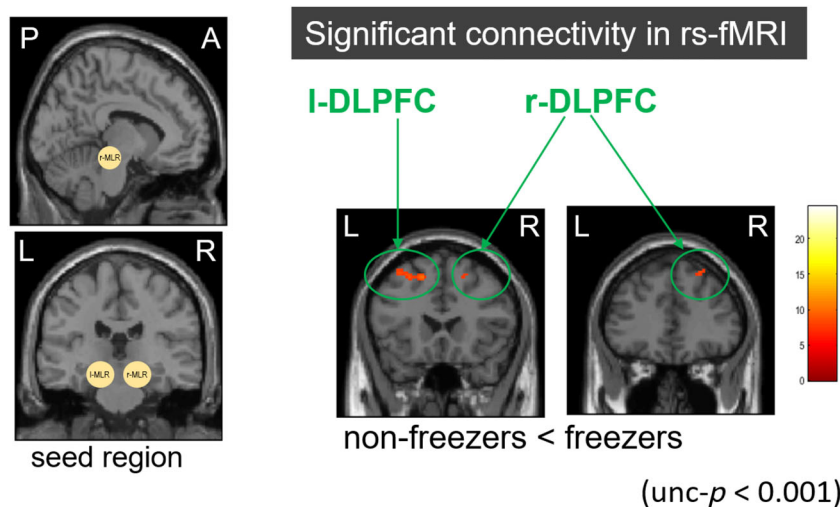 P A
r-MLR
L R
l-MLR r-MLR
seed region
Significant connectivity in rs-fMRI
l-DLPFC r-DLPFC
L R
L R
20
15
10
5
0
non-freezers < freezers
(unc-p < 0.001)